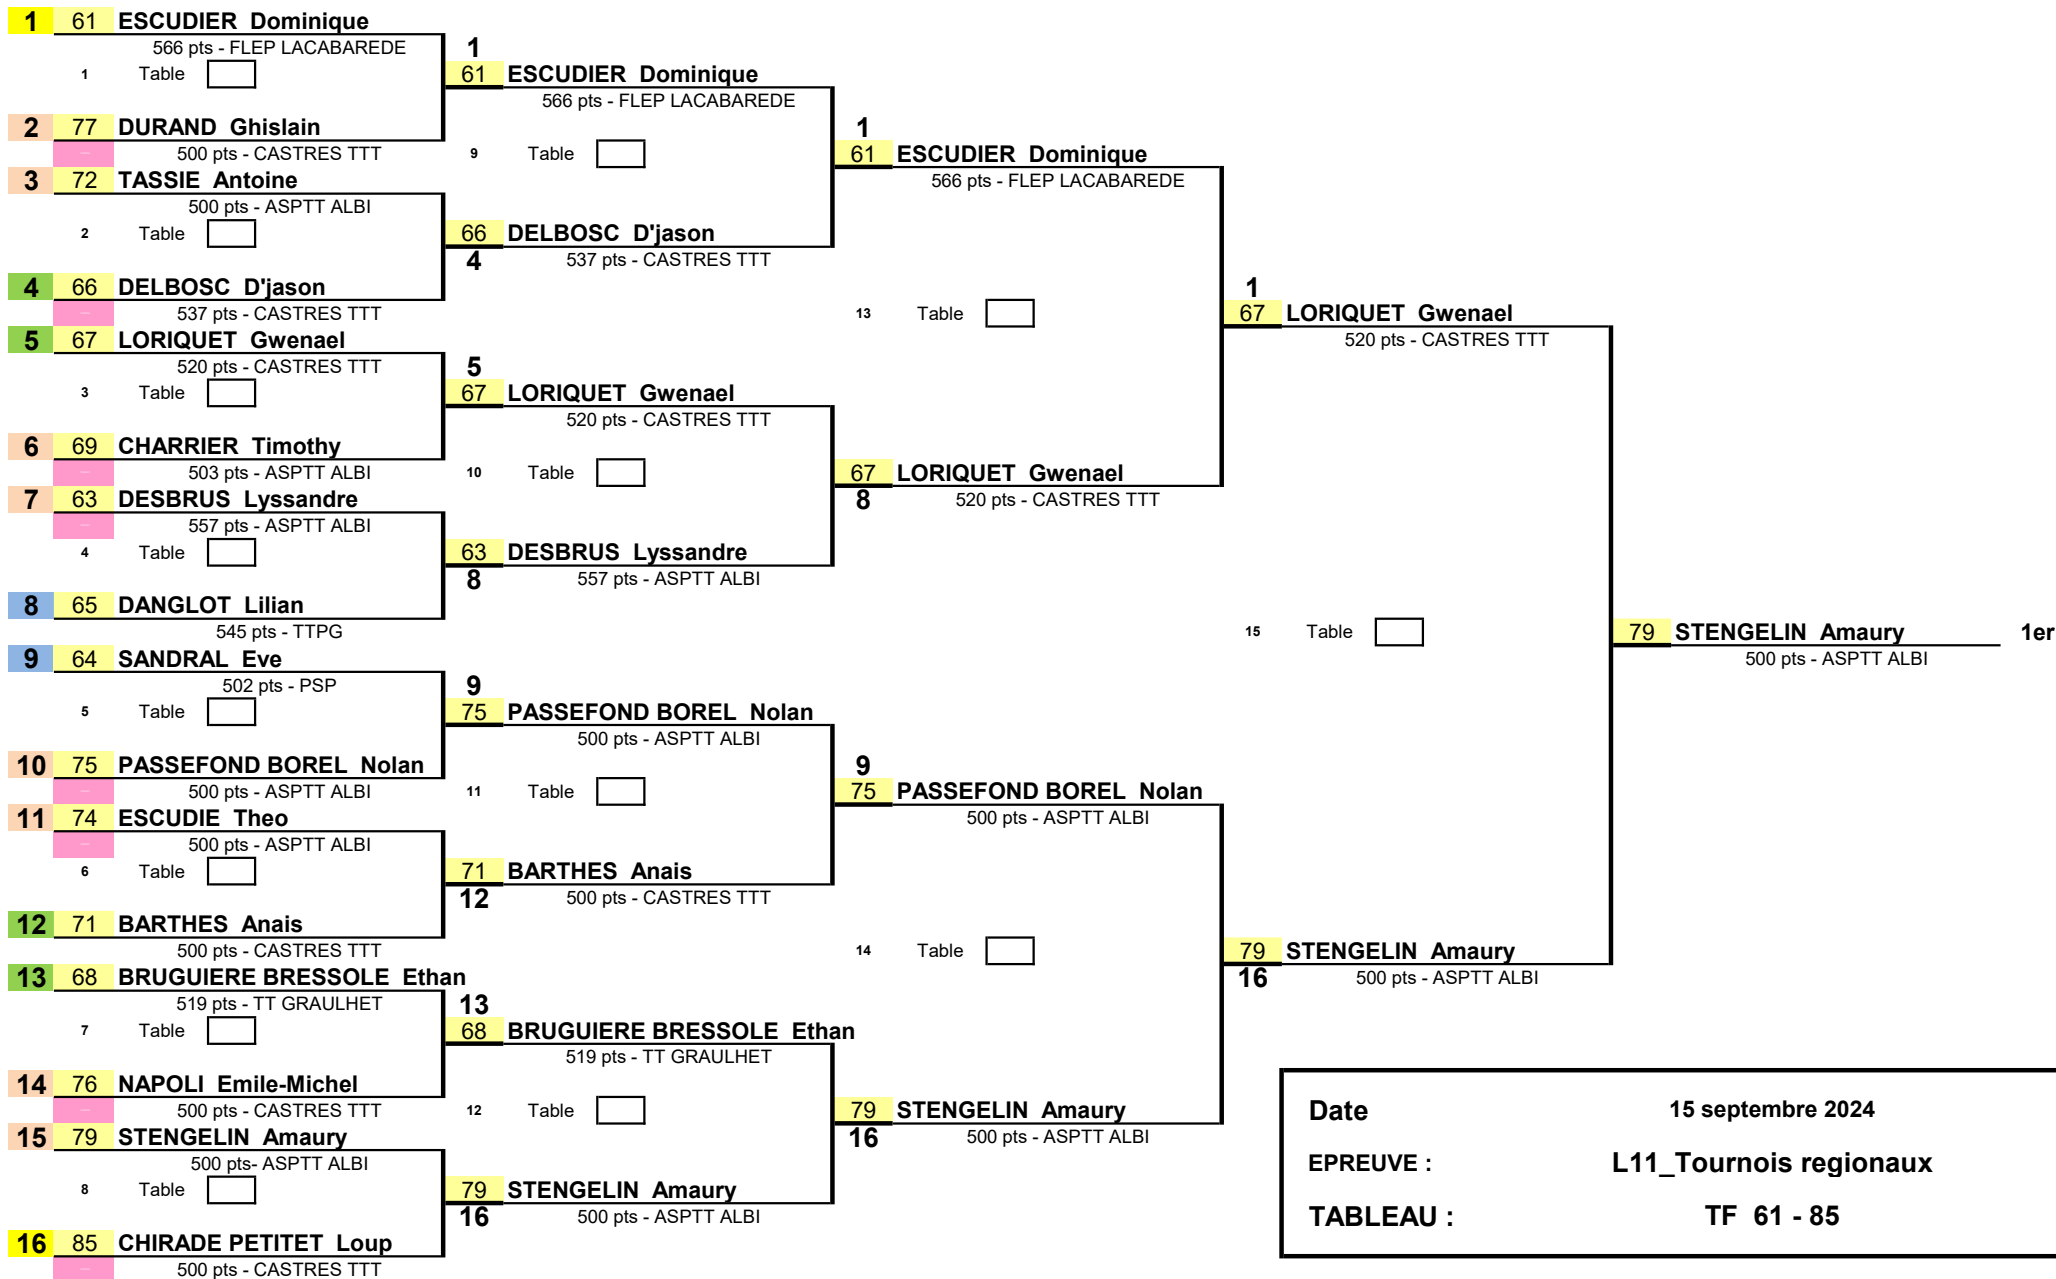 1 61 ESCUDIER Dominique
566 pts - FLEP LACABAREDE
1 Table
2 77 DURAND Ghislain
500 pts - CASTRES TTT
3 72 TASSIE Antoine
500 pts - ASPTT ALBI
2 Table
4 66 DELBOSC D'jason
537 pts - CASTRES TTT
5 67 LORIQUET Gwenael
520 pts - CASTRES TTT
3 Table
6 69 CHARRIER Timothy
503 pts - ASPTT ALBI
7 63 DESBRUS Lyssandre
557 pts - ASPTT ALBI
4 Table
8 65 DANGLOT Lilian
545 pts - TTPG
9 64 SANDRAL Eve
502 pts - PSP
5 Table
10 75 PASSEFOND BOREL Nolan
500 pts - ASPTT ALBI
11 74 ESCUDIE Theo
500 pts - ASPTT ALBI
6 Table
12 71 BARTHES Anais
500 pts - CASTRES TTT
13 68 BRUGUIERE BRESSOLE Ethan
519 pts - TT GRAULHET
7 Table
14 76 NAPOLI Emile-Michel
500 pts - CASTRES TTT
15 79 STENGELIN Amaury
500 pts- ASPTT ALBI
8 Table
16 85 CHIRADE PETITET Loup
500 pts - CASTRES TTT
1
61 ESCUDIER Dominique
566 pts - FLEP LACABAREDE
9 Table
66 DELBOSC D'jason
4
537 pts - CASTRES TTT
5
67 LORIQUET Gwenael
520 pts - CASTRES TTT
10 Table
63 DESBRUS Lyssandre
8
557 pts - ASPTT ALBI
9
75 PASSEFOND BOREL Nolan
500 pts - ASPTT ALBI
11 Table
71 BARTHES Anais
12
500 pts - CASTRES TTT
13
68 BRUGUIERE BRESSOLE Ethan
519 pts - TT GRAULHET
12 Table
79 STENGELIN Amaury
16
500 pts - ASPTT ALBI
1
61 ESCUDIER Dominique
566 pts - FLEP LACABAREDE
13 Table
67 LORIQUET Gwenael
8
520 pts - CASTRES TTT
9
75 PASSEFOND BOREL Nolan
500 pts - ASPTT ALBI
14 Table
79 STENGELIN Amaury
16
500 pts - ASPTT ALBI
1
67 LORIQUET Gwenael
520 pts - CASTRES TTT
15 Table
79 STENGELIN Amaury
16
500 pts - ASPTT ALBI
79 STENGELIN Amaury 1er
500 pts - ASPTT ALBI
Date 15 septembre 2024
EPREUVE : L11_Tournois regionaux
TABLEAU : TF 61 - 85